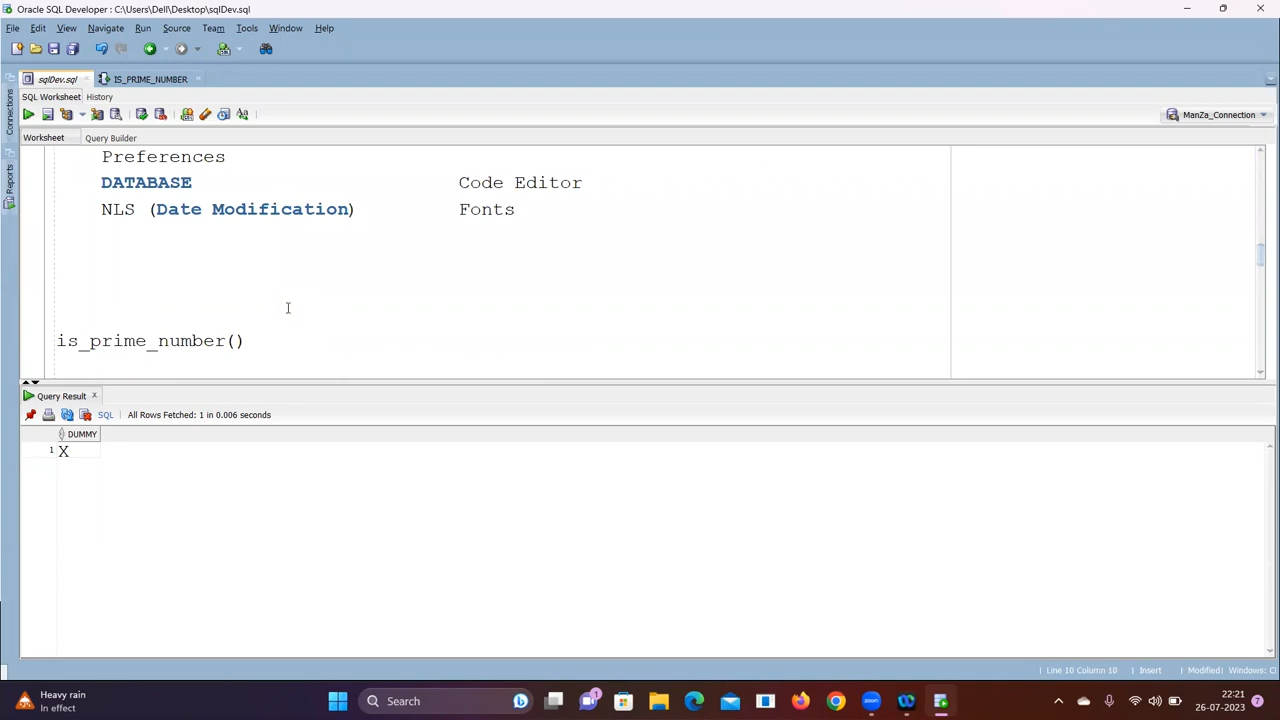 Oracle SQL Developer : C:\Users\Dell\Desktop\sqlDev.sql
File Edit View Navigate Run Source Team Tools Window Help
sqlDev.sql IS_PRIME_NUMBER
SQL Worksheet History
ManZa_Connection
Worksheet Query Builder
Connections
Reports
Preferences
DATABASE Code Editor
NLS (Date Modification) Fonts
is_prime_number()
Query Result
SQL All Rows Fetched: 1 in 0.006 seconds
DUMMY
1 X
Line 10 Column 10 Insert Modified Windows: C
Heavy rain
In effect
Search
22:21
26-07-2023